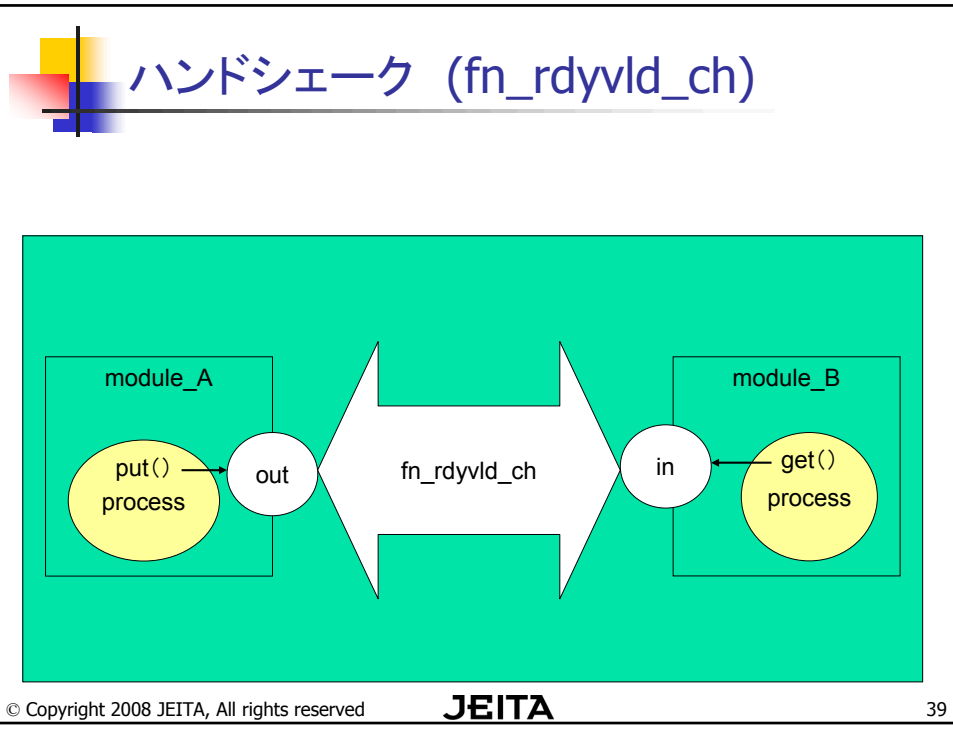 ハンドシェーク (fn_rdyvld_ch)
module_A
put()
process
out
fn_rdyvld_ch
in
module_B
get()
process
© Copyright 2008 JEITA, All rights reserved
JEITA
39